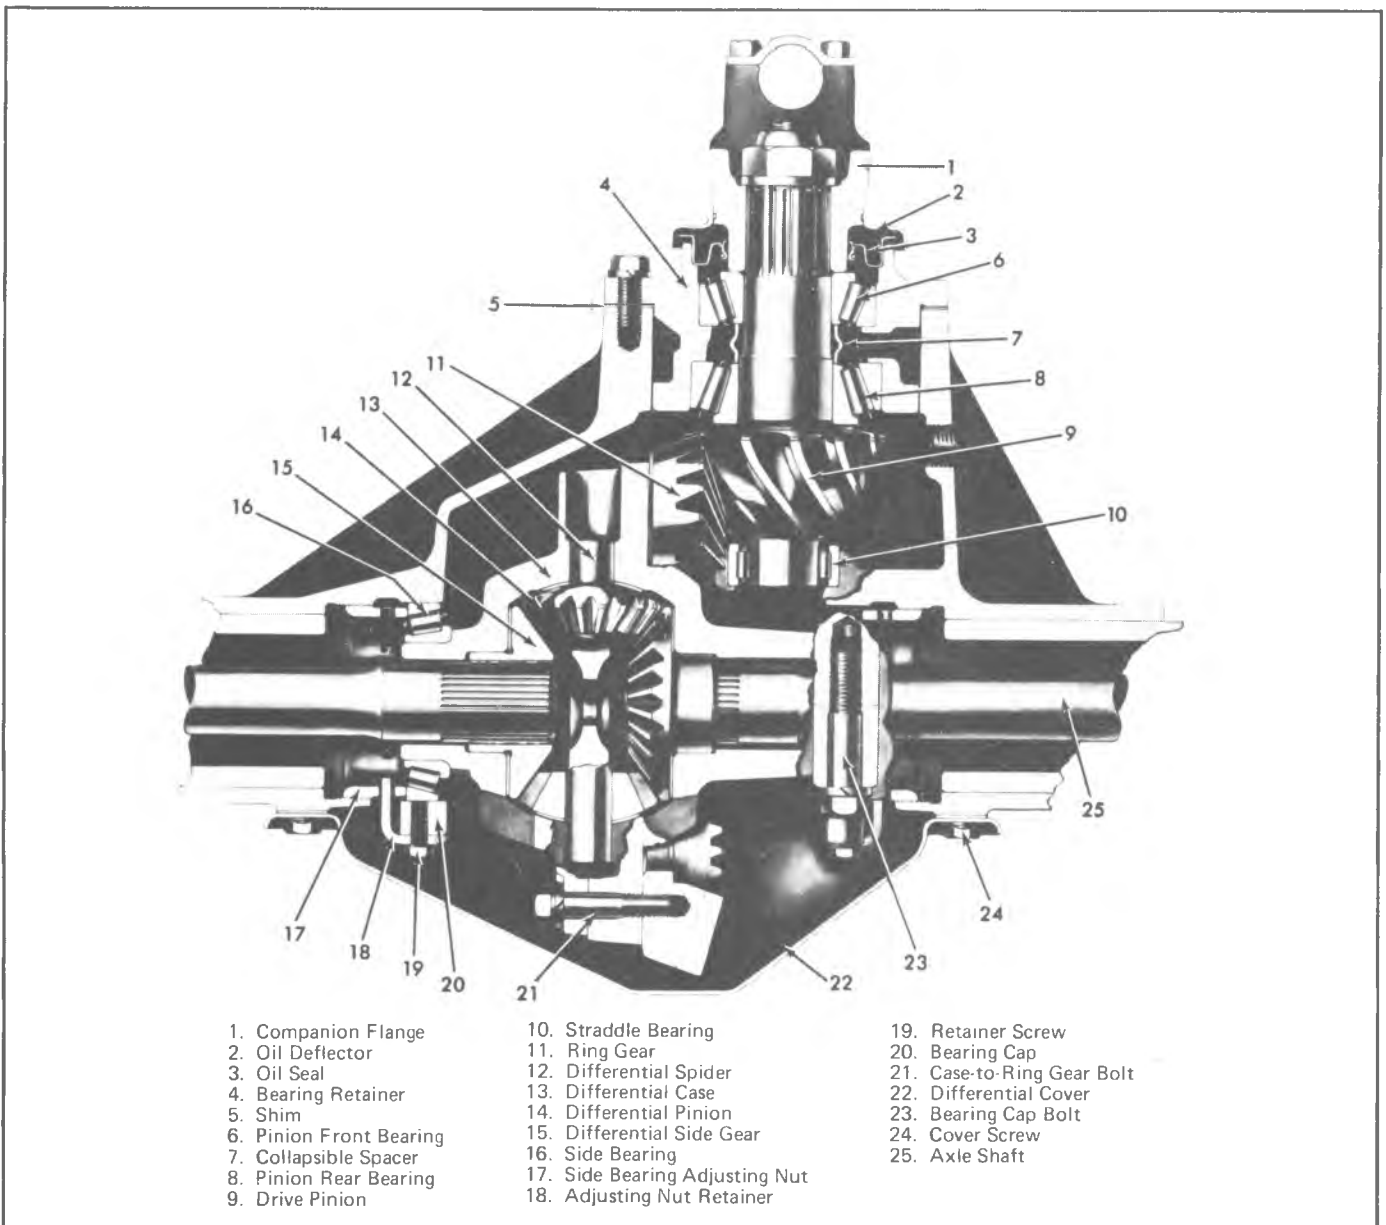 1
2
3
4
6
5
7
11
12
8
13
14
9
15
16
10
25
17
18
19
20
21
22
23
24
1. Companion Flange
2. Oil Deflector
3. Oil Seal
4. Bearing Retainer
5. Shim
6. Pinion Front Bearing
7. Collapsible Spacer
8. Pinion Rear Bearing
9. Drive Pinion
10. Straddle Bearing
11. Ring Gear
12. Differential Spider
13. Differential Case
14. Differential Pinion
15. Differential Side Gear
16. Side Bearing
17. Side Bearing Adjusting Nut
18. Adjusting Nut Retainer
19. Retainer Screw
20. Bearing Cap
21. Case-to-Ring Gear Bolt
22. Differential Cover
23. Bearing Cap Bolt
24. Cover Screw
25. Axle Shaft